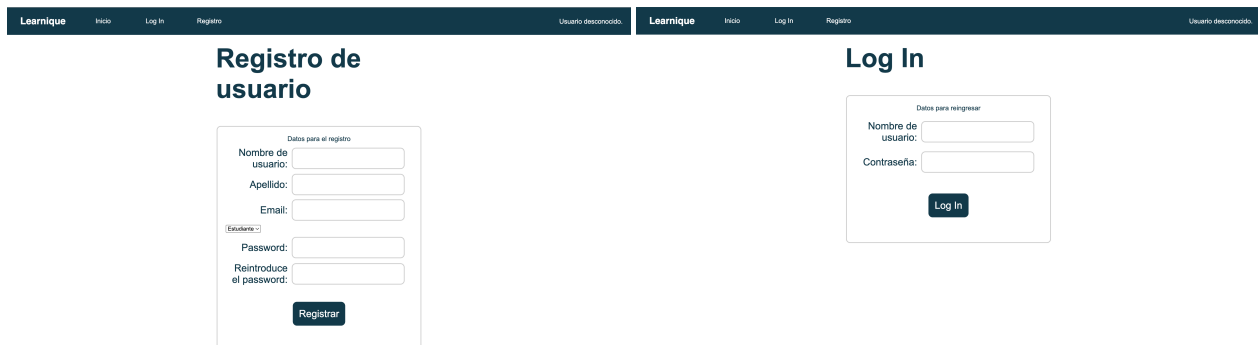 Learnique Inicio Log In Registro Usuario desconocido.
Registro de
usuario
Datos para el registro
Nombre de
usuario:
Apellido:
Email:
Estudiante
Password:
Reintroduce
el password:
Registrar
Learnique Inicio Log In Registro Usuario desconocido.
Log In
Datos para reingresar
Nombre de
usuario:
Contraseña:
Log In